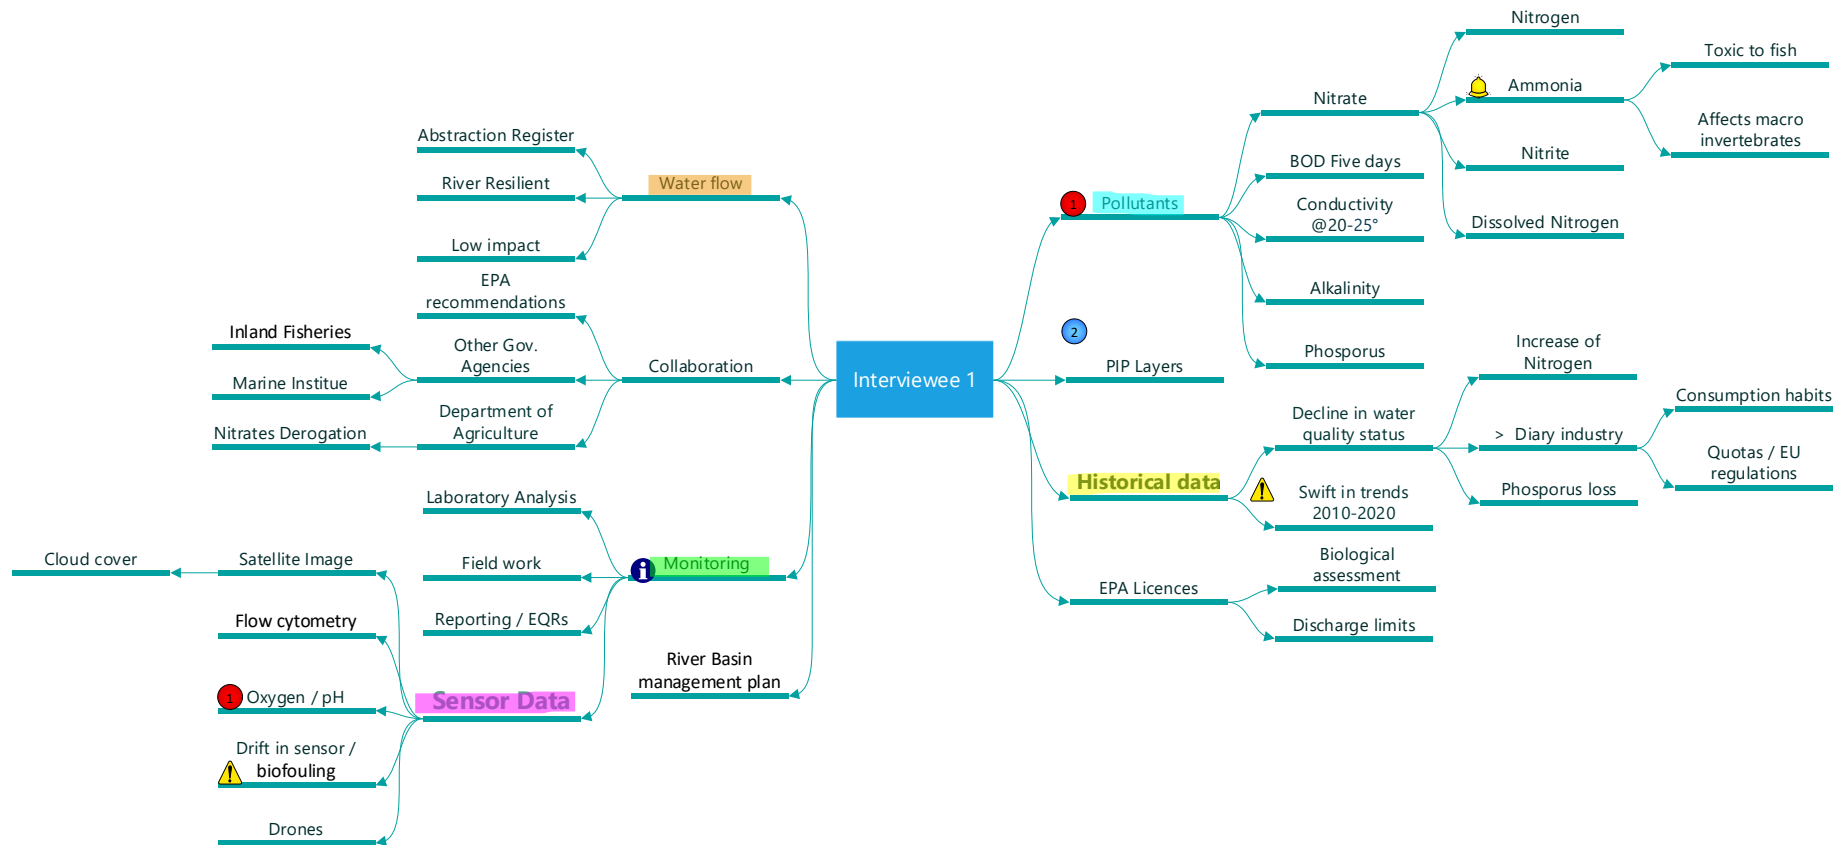 Interviewee 1
Water flow
Abstraction Register
River Resilient
Low impact
Collaboration
EPA
recommendations
Other Gov.
Agencies
Inland Fisheries
Marine Institue
Department of
Agriculture
Nitrates Derogation
Monitoring
Laboratory Analysis
Field work
Reporting / EQRs
Sensor Data
Satellite Image
Cloud cover
Flow cytometry
1
Oxygen / pH
Drift in sensor /
biofouling
Drones
River Basin
management plan
1
Pollutants
Nitrate
Nitrogen
Ammonia
Toxic to fish
Affects macro
invertebrates
Nitrite
Dissolved Nitrogen
BOD Five days
Conductivity
@20-25°
Alkalinity
Phosporus
2
PIP Layers
Historical data
Decline in water
quality status
Increase of
Nitrogen
> Diary industry
Consumption habits
Quotas / EU
regulations
Phosporus loss
Swift in trends
2010-2020
EPA Licences
Biological
assessment
Discharge limits